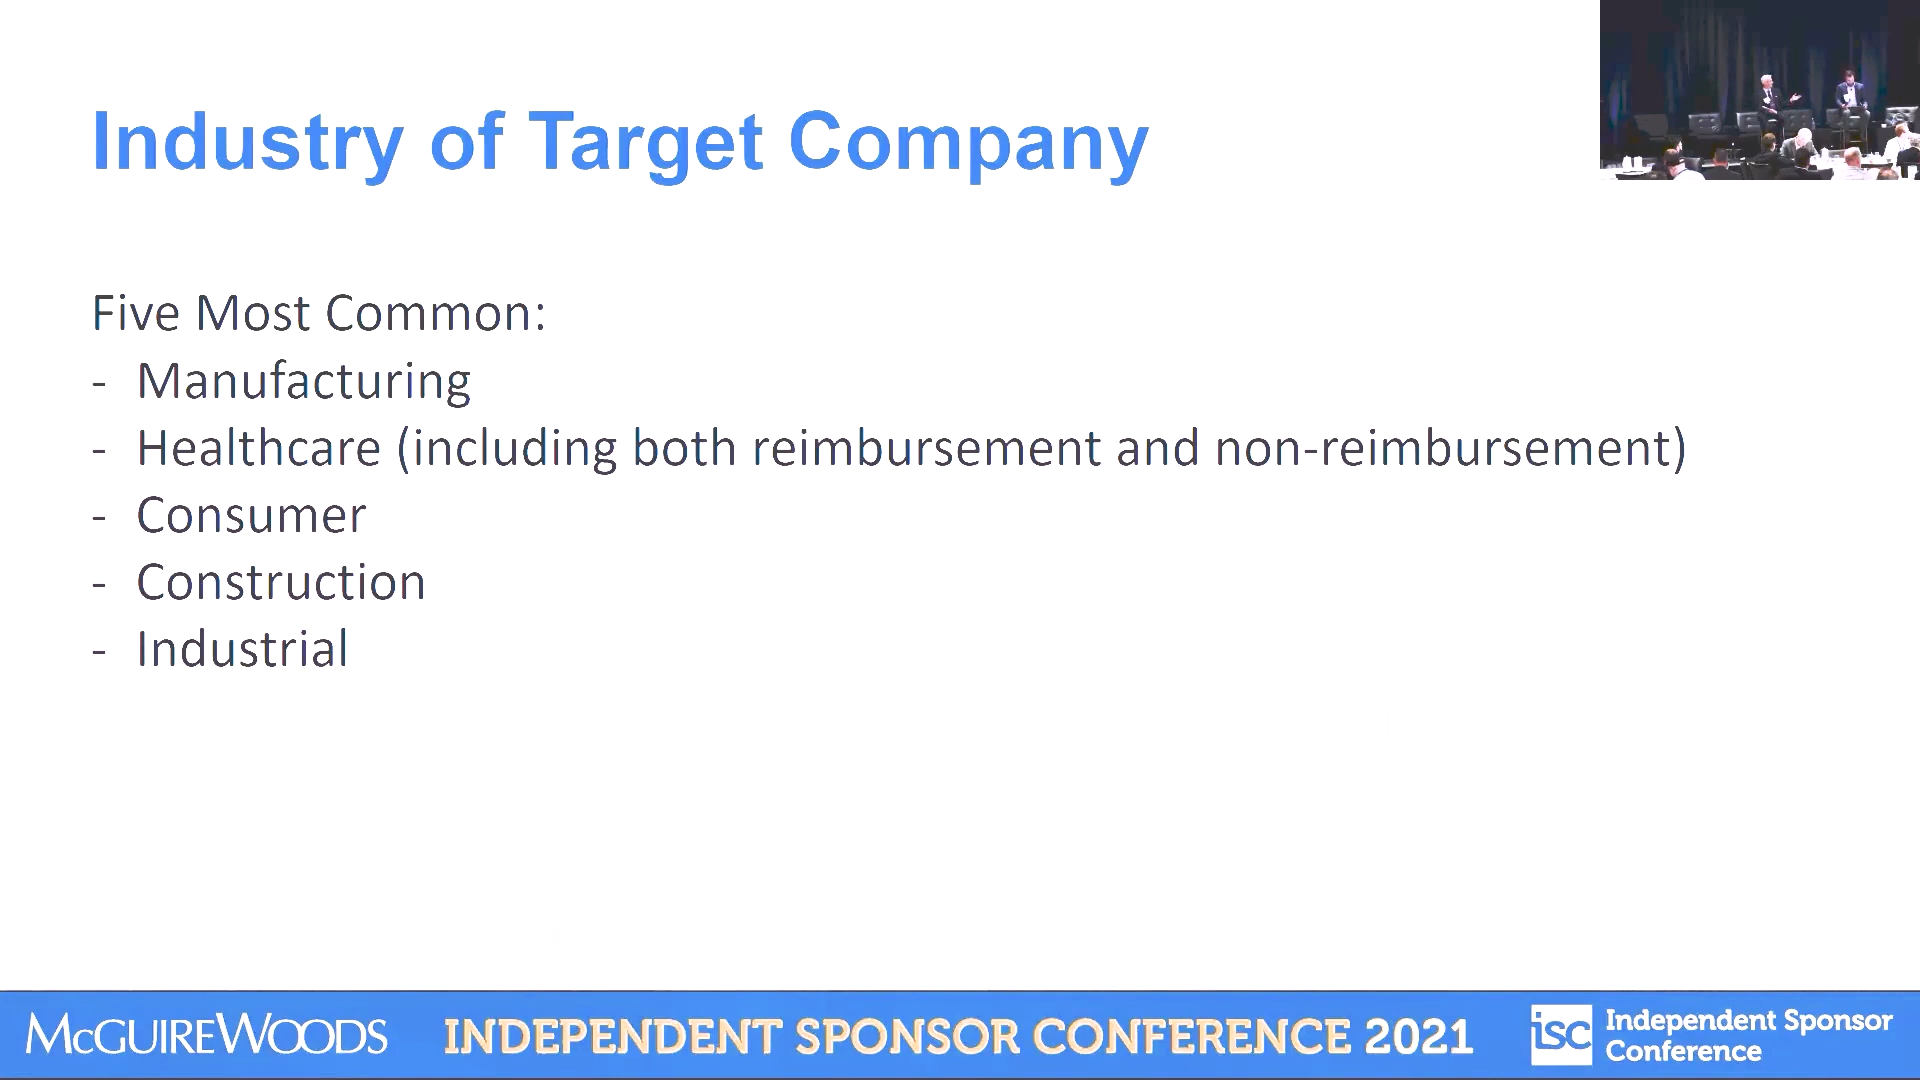 Industry of Target Company
Five Most Common:
- Manufacturing
- Healthcare (including both reimbursement and non-reimbursement)
- Consumer
- Construction
- Industrial
McGUIREWOODS
INDEPENDENT SPONSOR CONFERENCE 2021
isc
Independent Sponsor
Conference